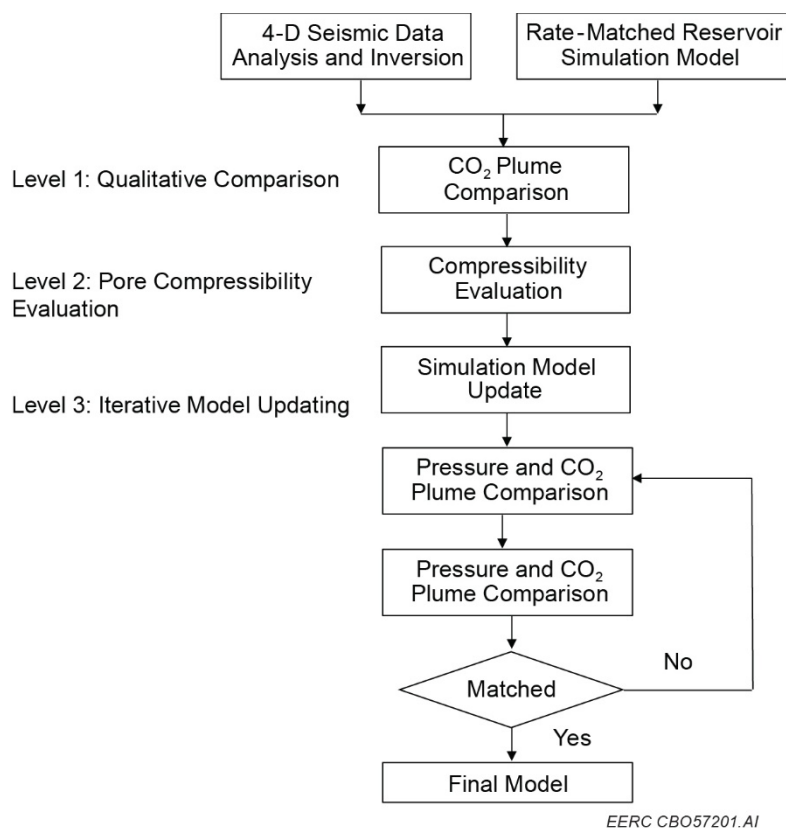 4-D Seismic Data
Analysis and Inversion
Rate-Matched Reservoir
Simulation Model
Level 1: Qualitative Comparison
CO₂ Plume
Comparison
Level 2: Pore Compressibility
Evaluation
Compressibility
Evaluation
Simulation Model
Update
Level 3: Iterative Model Updating
Pressure and CO₂
Plume Comparison
Pressure and CO₂
Plume Comparison
Matched
No
Yes
Final Model
EERC CBO57201.AI